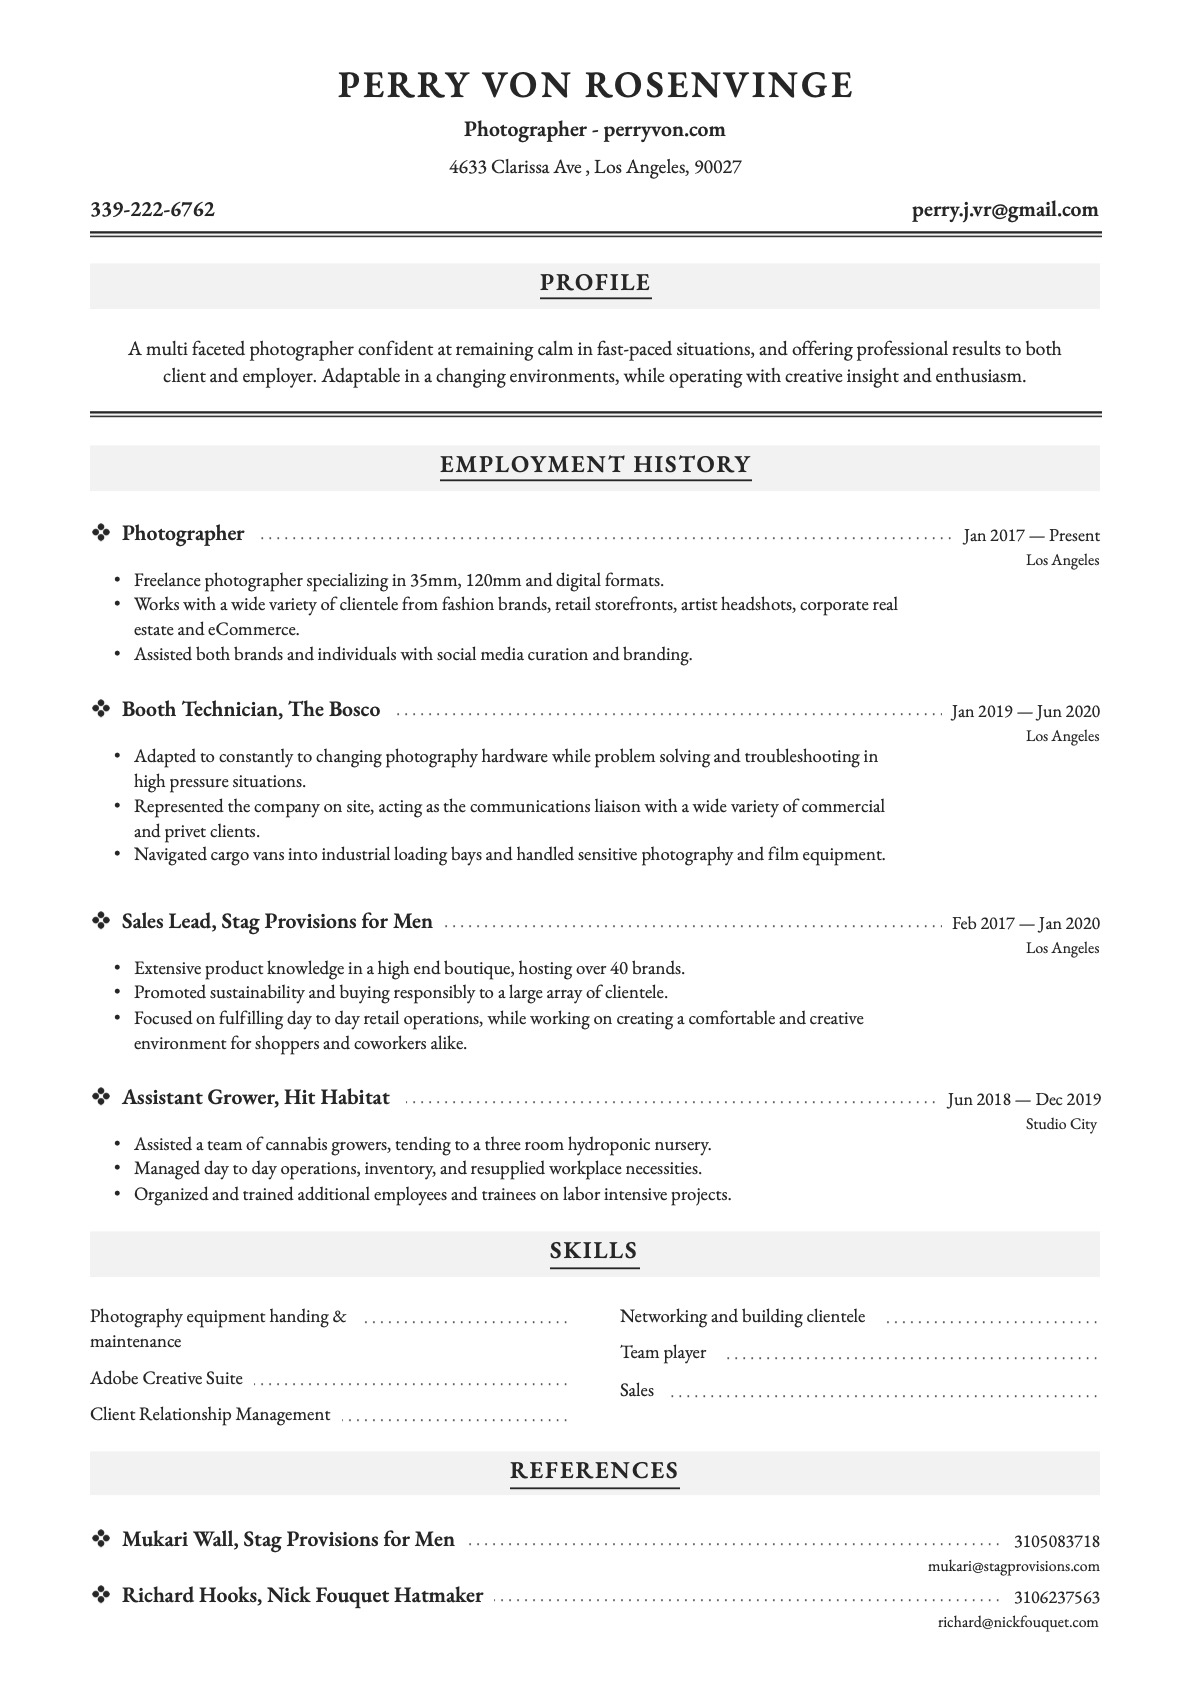 PERRY VON ROSENVINGE
Photographer - perryvon.com
4633 Clarissa Ave , Los Angeles, 90027
339-222-6762 perry.j.vr@gmail.com
PROFILE
A multi faceted photographer confident at remaining calm in fast-paced situations, and offering professional results to both
client and employer. Adaptable in a changing environments, while operating with creative insight and enthusiasm.
EMPLOYMENT HISTORY
❖ Photographer Jan 2017 — Present
Los Angeles
• Freelance photographer specializing in 35mm, 120mm and digital formats.
• Works with a wide variety of clientele from fashion brands, retail storefronts, artist headshots, corporate real
estate and eCommerce.
• Assisted both brands and individuals with social media curation and branding.
❖ Booth Technician, The Bosco Jan 2019 — Jun 2020
Los Angeles
• Adapted to constantly to changing photography hardware while problem solving and troubleshooting in
high pressure situations.
• Represented the company on site, acting as the communications liaison with a wide variety of commercial
and privet clients.
• Navigated cargo vans into industrial loading bays and handled sensitive photography and film equipment.
❖ Sales Lead, Stag Provisions for Men Feb 2017 — Jan 2020
Los Angeles
• Extensive product knowledge in a high end boutique, hosting over 40 brands.
• Promoted sustainability and buying responsibly to a large array of clientele.
• Focused on fulfilling day to day retail operations, while working on creating a comfortable and creative
environment for shoppers and coworkers alike.
❖ Assistant Grower, Hit Habitat Jun 2018 — Dec 2019
Studio City
• Assisted a team of cannabis growers, tending to a three room hydroponic nursery.
• Managed day to day operations, inventory, and resupplied workplace necessities.
• Organized and trained additional employees and trainees on labor intensive projects.
SKILLS
Photography equipment handing &
maintenance
Adobe Creative Suite
Client Relationship Management
Networking and building clientele
Team player
Sales
REFERENCES
❖ Mukari Wall, Stag Provisions for Men 3105083718
mukari@stagprovisions.com
❖ Richard Hooks, Nick Fouquet Hatmaker 3106237563
richard@nickfouquet.com